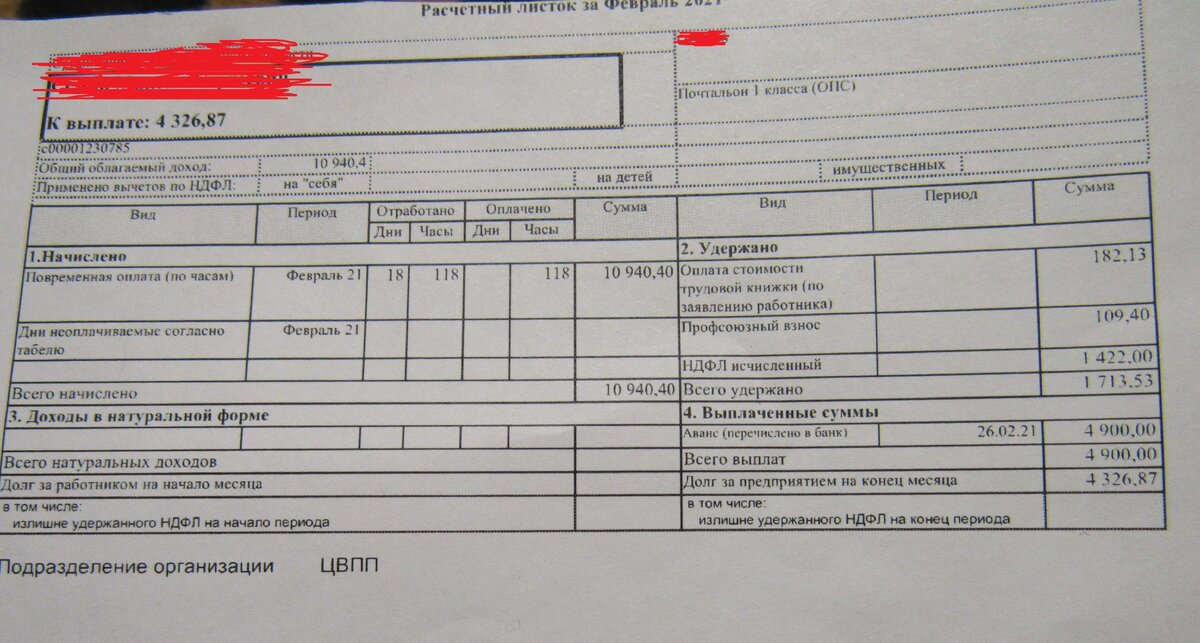 Расчетный листок за Февраль 2021
К выплате: 4 326,87
Почтальон 1 класса (ОПС)
с00001230785
Общий облагаемый доход: 10 940,4
Применено вычетов по НДФЛ: на "себя" на детей имущественных
Вид Период Отработано Оплачено Сумма Вид Период Сумма
Дни Часы Дни Часы
1.Начислено 2. Удержано
Повременная оплата (по часам) Февраль 21 18 118 118 10 940,40 Оплата стоимости 182,13
трудовой книжки (по
заявлению работника)
Дни неоплачиваемые согласно Февраль 21 Профсоюзный взнос 109,40
табелю
НДФЛ исчисленный 1 422,00
Всего начислено 10 940,40 Всего удержано 1 713,53
3. Доходы в натуральной форме 4. Выплаченные суммы
Аванс (перечислено в банк) 26.02.21 4 900,00
Всего натуральных доходов Всего выплат 4 900,00
Долг за работником на начало месяца Долг за предприятием на конец месяца 4 326,87
в том числе: в том числе:
излишне удержанного НДФЛ на начало периода излишне удержанного НДФЛ на конец периода
Подразделение организации ЦВПП